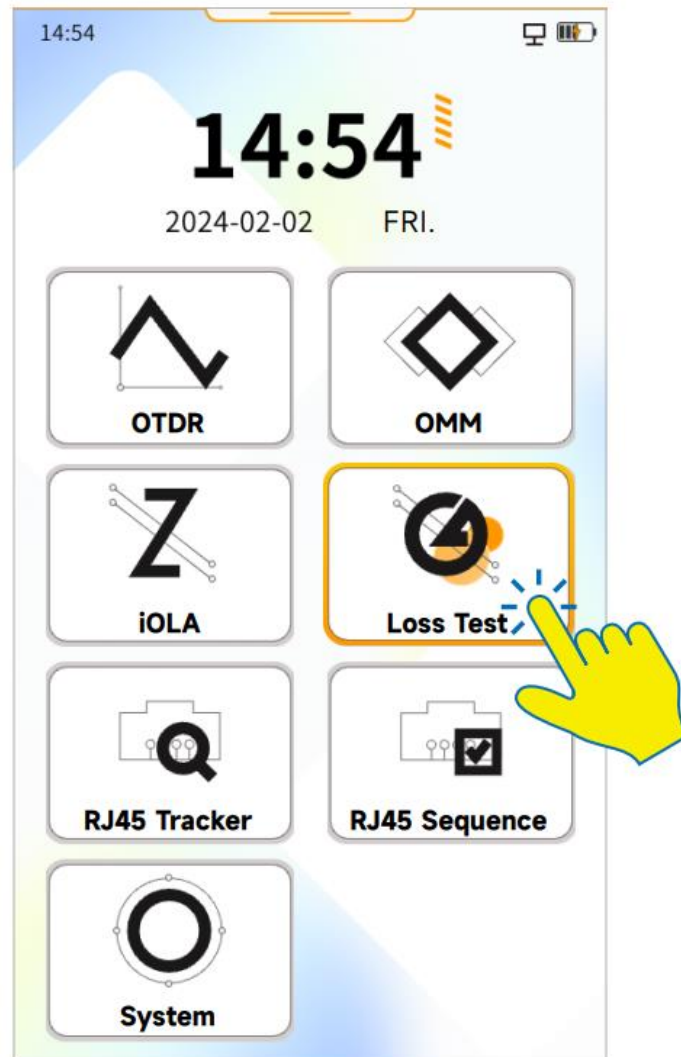 14:54
14:54
2024-02-02 FRI.
OTDR
OMM
iOLA
Loss Test
RJ45 Tracker
RJ45 Sequence
System